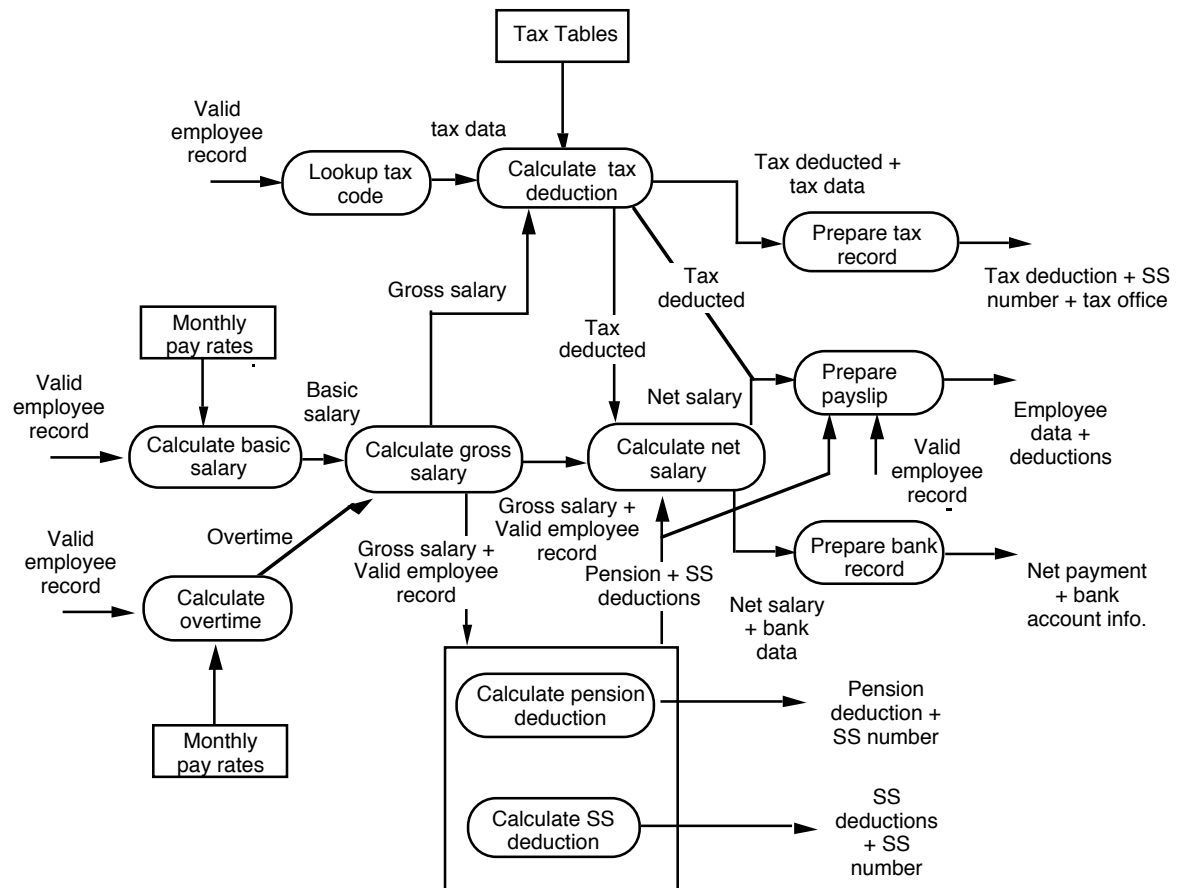 Tax Tables
Valid
employee
record
tax data
Lookup tax
code
Calculate tax
deduction
Tax deducted +
tax data
Prepare tax
record
Tax deduction + SS
number + tax office
Gross salary
Tax
deducted
Tax
deducted
Monthly
pay rates
Valid
employee
record
Basic
salary
Calculate basic
salary
Calculate gross
salary
Net salary
Calculate net
salary
Prepare
payslip
Employee
data +
deductions
Valid
employee
record
Gross salary +
Valid employee
record
Valid
employee
record
Overtime
Calculate
overtime
Gross salary +
Valid employee
record
Pension + SS
deductions
Prepare bank
record
Net payment
+ bank
account info.
Net salary
+ bank
data
Monthly
pay rates
Calculate pension
deduction
Pension
deduction +
SS number
Calculate SS
deduction
SS
deductions
+ SS
number